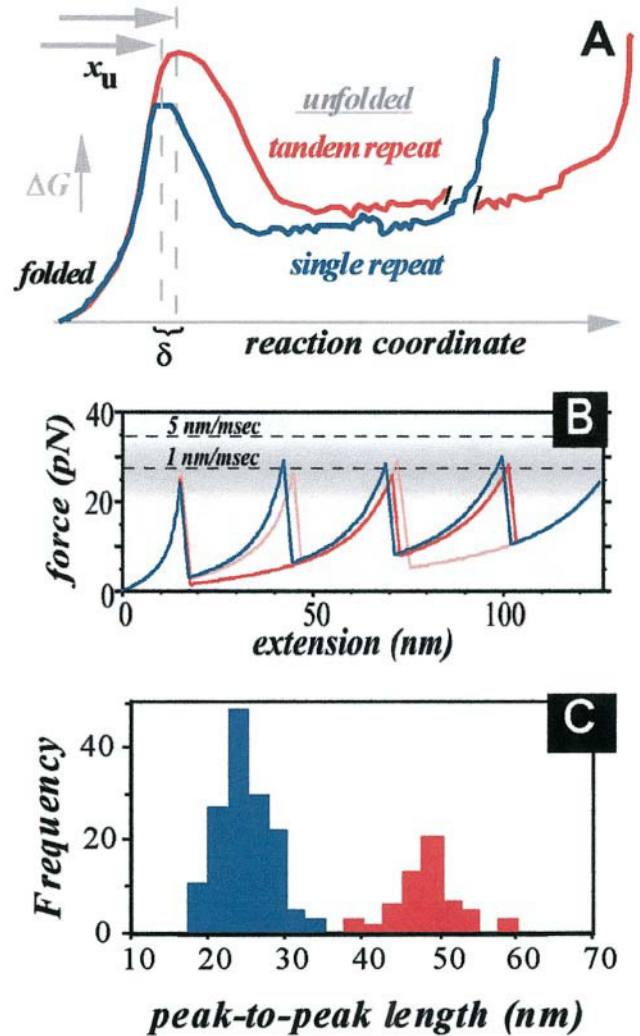 A
x_u
unfolded
tandem repeat
ΔG
folded
single repeat
δ
reaction coordinate
B
40
5 nm/msec
1 nm/msec
20
0
force (pN)
0 50 100
extension (nm)
C
40
20
0
Frequency
10 20 30 40 50 60 70
peak-to-peak length (nm)